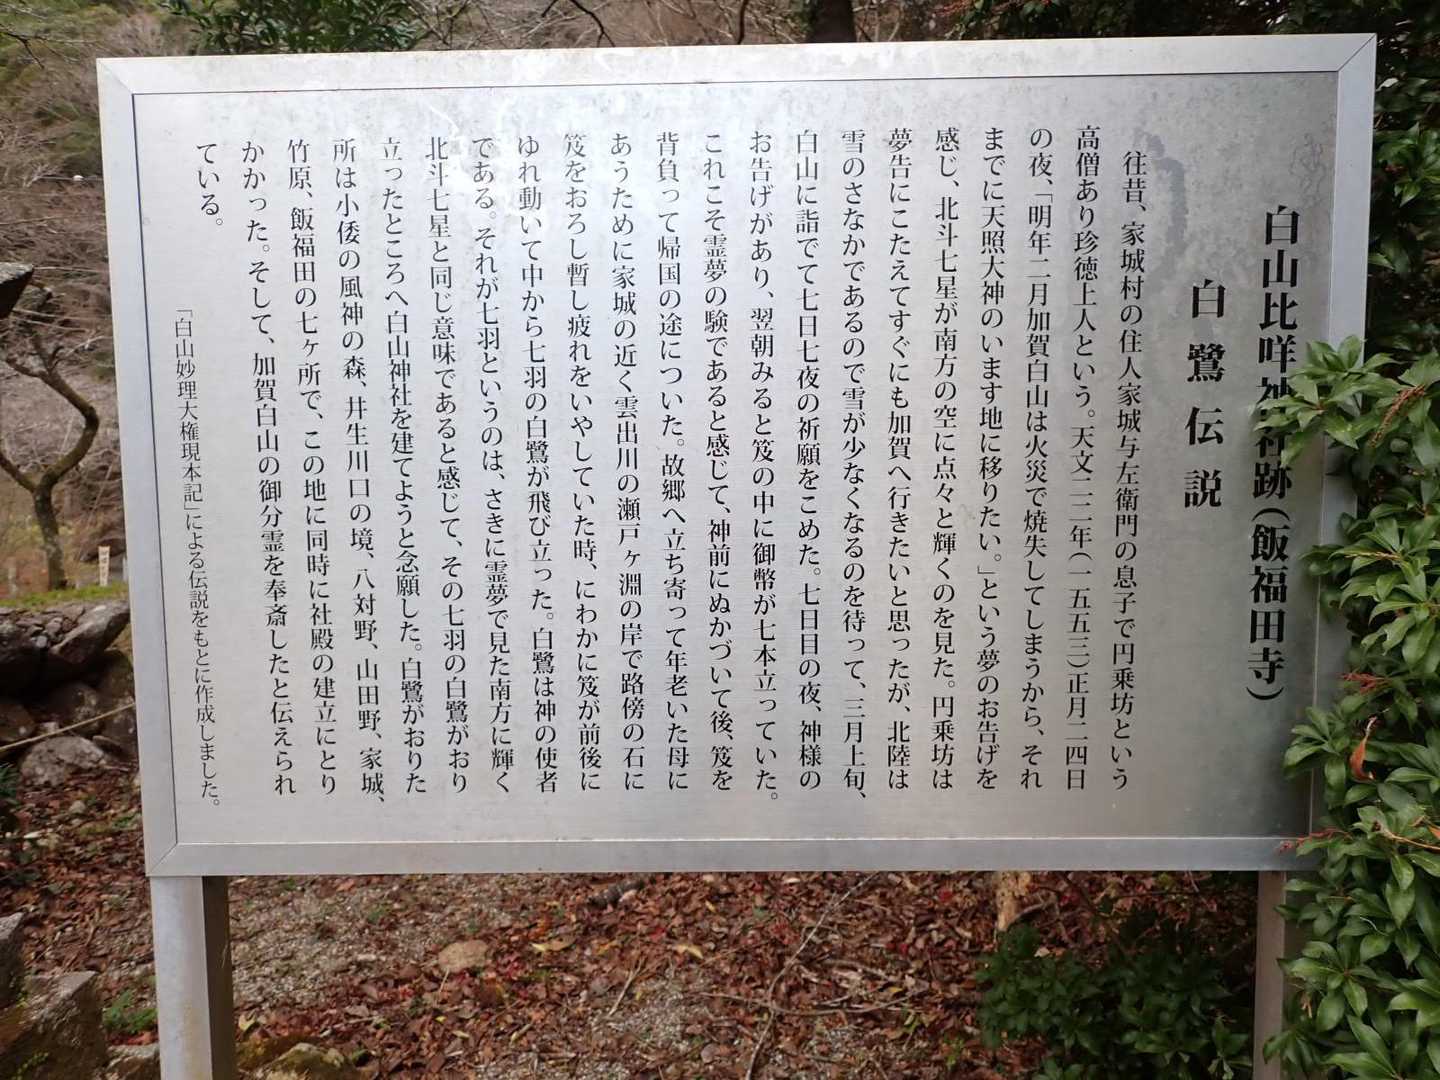 白山比咩神社跡（飯福田寺）
白鷺伝説
往昔、家城村の住人家城与左衛門の息子で円乗坊という
高僧あり珍徳上人という。天文二二年（一五五三）正月二四日
の夜、「明年二月加賀白山は火災で焼失してしまうから、それ
までに天照大神のいます地に移りたい。」という夢のお告げを
感じ、北斗七星が南方の空に点々と輝くのを見た。円乗坊は
夢告にこたえてすぐにも加賀へ行きたいと思ったが、北陸は
雪のさなかであるので雪が少なくなるのを待って、三月上旬、
白山に詣でて七日七夜の祈願をこめた。七日目の夜、神様の
お告げがあり、翌朝みると笈の中に御幣が七本立っていた。
これこそ霊夢の験であると感じて、神前にぬかづいて後、笈を
背負って帰国の途についた。故郷へ立ち寄って年老いた母に
あうために家城の近く雲出川の瀬戸ヶ淵の岸で路傍の石に
笈をおろし暫し疲れをいやしていた時、にわかに笈が前後に
ゆれ動いて中から七羽の白鷺が飛び立った。白鷺は神の使者
である。それが七羽というのは、さきに霊夢で見た南方に輝く
北斗七星と同じ意味であると感じて、その七羽の白鷺がおり
立ったところへ白山神社を建てようと念願した。白鷺がおりた
所は小倭の風神の森、井生川口の境、八対野、山田野、家城、
竹原、飯福田の七ヶ所で、この地に同時に社殿の建立にとり
かかった。そして、加賀白山の御分霊を奉斎したと伝えられ
ている。
「白山妙理大権現本記」による伝説をもとに作成しました。